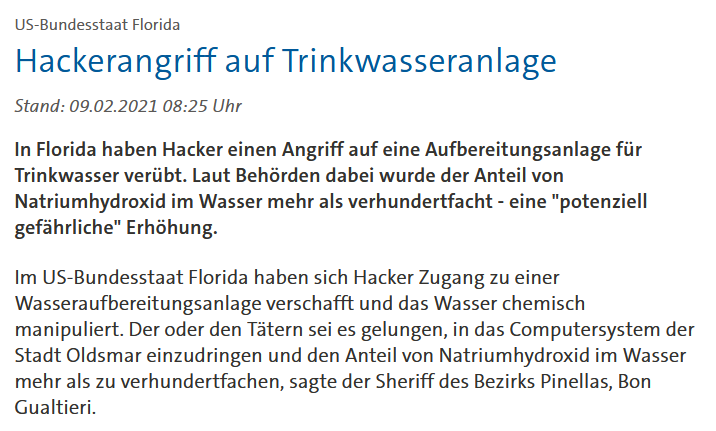 US-Bundesstaat Florida
Hackerangriff auf Trinkwasseranlage
Stand: 09.02.2021 08:25 Uhr
In Florida haben Hacker einen Angriff auf eine Aufbereitungsanlage für
Trinkwasser verübt. Laut Behörden dabei wurde der Anteil von
Natriumhydroxid im Wasser mehr als verhundertfacht - eine "potenziell
gefährliche" Erhöhung.
Im US-Bundesstaat Florida haben sich Hacker Zugang zu einer
Wasseraufbereitungsanlage verschafft und das Wasser chemisch
manipuliert. Der oder den Tätern sei es gelungen, in das Computersystem der
Stadt Oldsmar einzudringen und den Anteil von Natriumhydroxid im Wasser
mehr als zu verhundertfachen, sagte der Sheriff des Bezirks Pinellas, Bon
Gualtieri.